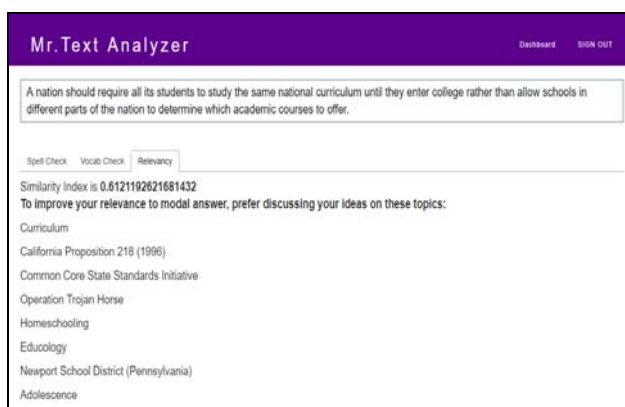 Mr.Text Analyzer
Dashboard SIGN OUT
A nation should require all its students to study the same national curriculum until they enter college rather than allow schools in
different parts of the nation to determine which academic courses to offer.
Spell Check Vocab Check Relevancy
Similarity Index is 0.6121192621681432
To improve your relevance to modal answer, prefer discussing your ideas on these topics:
Curriculum
California Proposition 218 (1996)
Common Core State Standards Initiative
Operation Trojan Horse
Homeschooling
Educology
Newport School District (Pennsylvania)
Adolescence